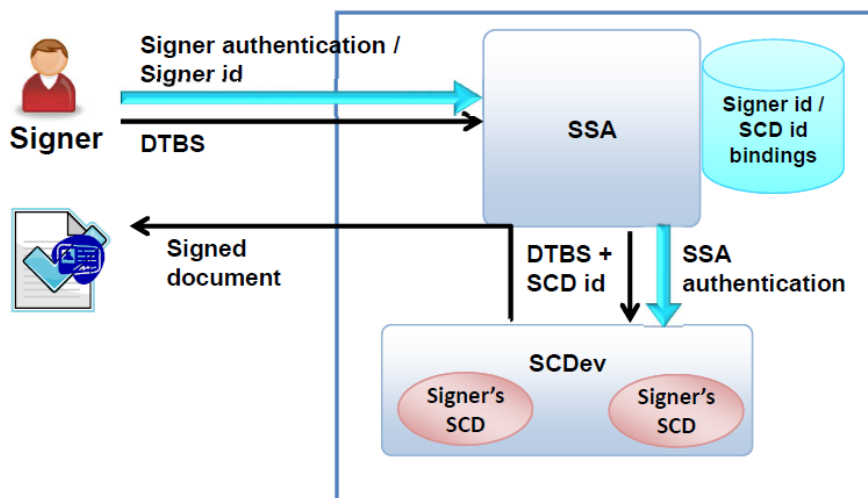 Signer authentication /
Signer id
Signer
DTBS
SSA
Signer id /
SCD id
bindings
Signed
document
DTBS +
SCD id
SSA
authentication
SCDev
Signer’s
SCD
Signer’s
SCD